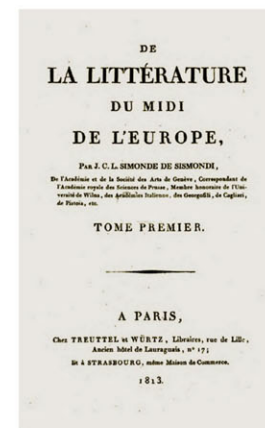 DE
LA LITTÉRATURE
DU MIDI
DE L'EUROPE,
PAR J. C. L. SIMONDE DE SISMONDI,
De l'Académie et de la Société des Arts de Genève, Correspondant de
l'Académie royale des Sciences de Prusse, Membre honoraire de l'Uni-
versité de Wilna, des Académies Italienne, des Georgofili, de Cagliari,
de Pistoia, etc.
TOME PREMIER.
A PARIS,
Chez TREUTTEL et WÜRTZ, Libraires, rue de Lille,
Ancien hôtel de Lauraguais, n° 17;
Et à STRASBOURG, même Maison de Commerce.
1813.